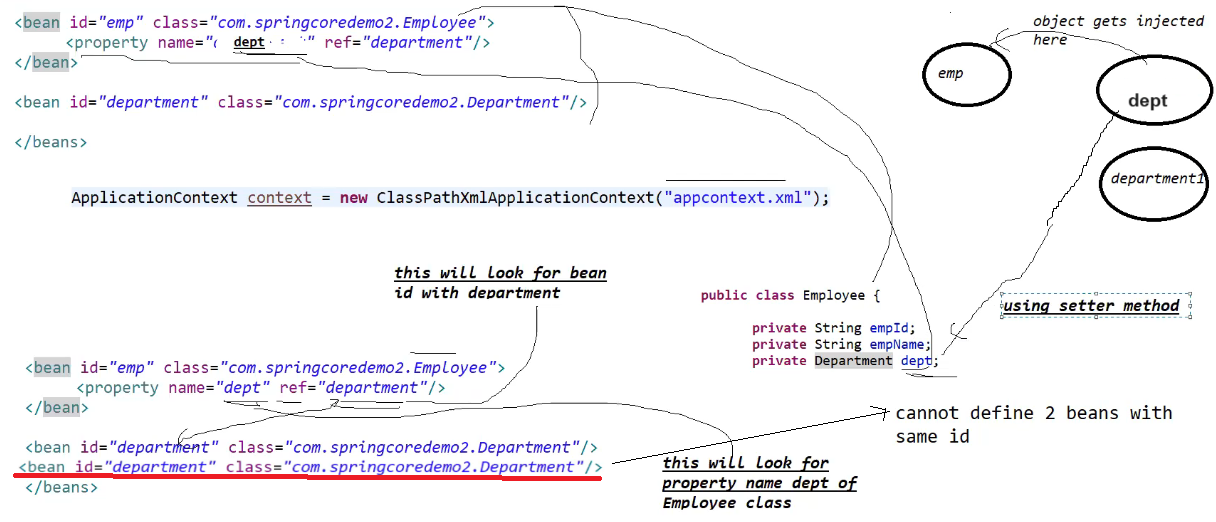 <bean id="emp" class="com.springcoredemo2.Employee">
<property name="dept" ref="department"/>
</bean>
<bean id="department" class="com.springcoredemo2.Department"/>
</beans>
object gets injected
here
emp
dept
department1
ApplicationContext context = new ClassPathXmlApplicationContext("appcontext.xml");
this will look for bean
id with department
public class Employee {
private String empId;
private String empName;
private Department dept;
using setter method
<bean id="emp" class="com.springcoredemo2.Employee">
<property name="dept" ref="department"/>
</bean>
<bean id="department" class="com.springcoredemo2.Department"/>
<bean id="department" class="com.springcoredemo2.Department"/>
</beans>
cannot define 2 beans with
same id
this will look for
property name dept of
Employee class